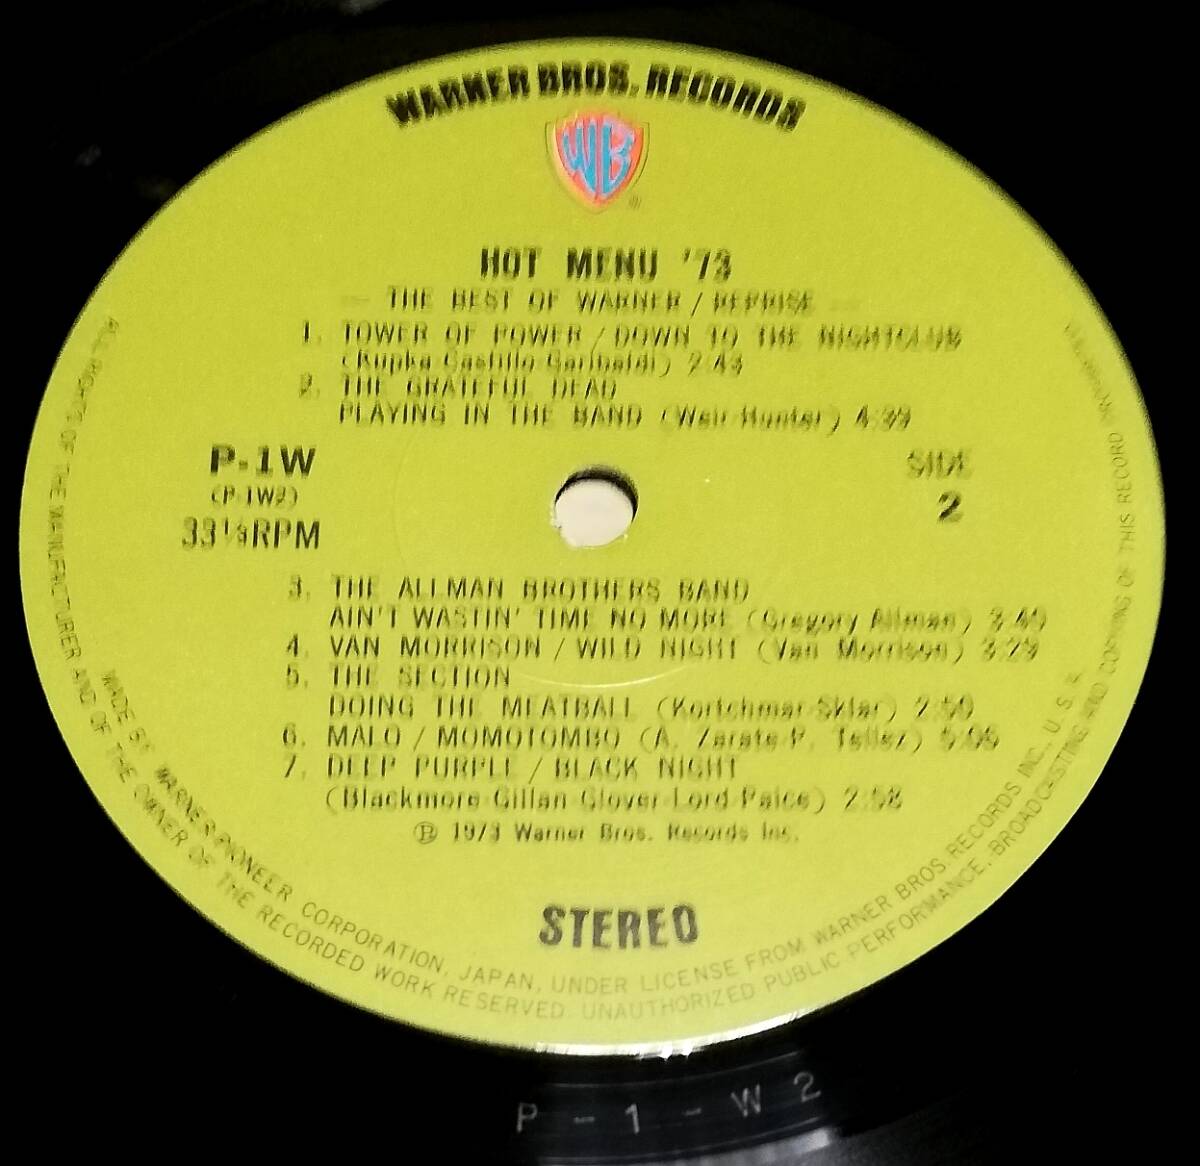 WARNER BROS. RECORDS
WB
®
HOT MENU '73
— THE BEST OF WARNER / REPRISE —
1. TOWER OF POWER / DOWN TO THE NIGHTCLUB
(Kupka-Castillo-Garibaldi) 2:43
2. THE GRATEFUL DEAD
PLAYING IN THE BAND (Weir-Hunter) 4:39
P-1W
(P-1W2)
33⅓RPM
SIDE
2
3. THE ALLMAN BROTHERS BAND
AIN'T WASTIN' TIME NO MORE (Gregory Allman) 3:40
4. VAN MORRISON / WILD NIGHT (Van Morrison) 3:29
5. THE SECTION
DOING THE MEATBALL (Kortchmar-Sklar) 2:50
6. MALO / MOMOTOMBO (A. Zarate-P. Tellez) 5:05
7. DEEP PURPLE / BLACK NIGHT
(Blackmore-Gillan-Glover-Lord-Paice) 2:58
Ⓟ 1973 Warner Bros. Records Inc.
STEREO
MADE BY WARNER-PIONEER CORPORATION, JAPAN, UNDER LICENSE FROM WARNER BROS. RECORDS INC., U.S.A.
ALL RIGHTS OF THE MANUFACTURER AND OF THE OWNER OF THE RECORDED WORK RESERVED. UNAUTHORIZED PUBLIC PERFORMANCE, BROADCASTING AND COPYING OF THIS RECORD
P-1-W2